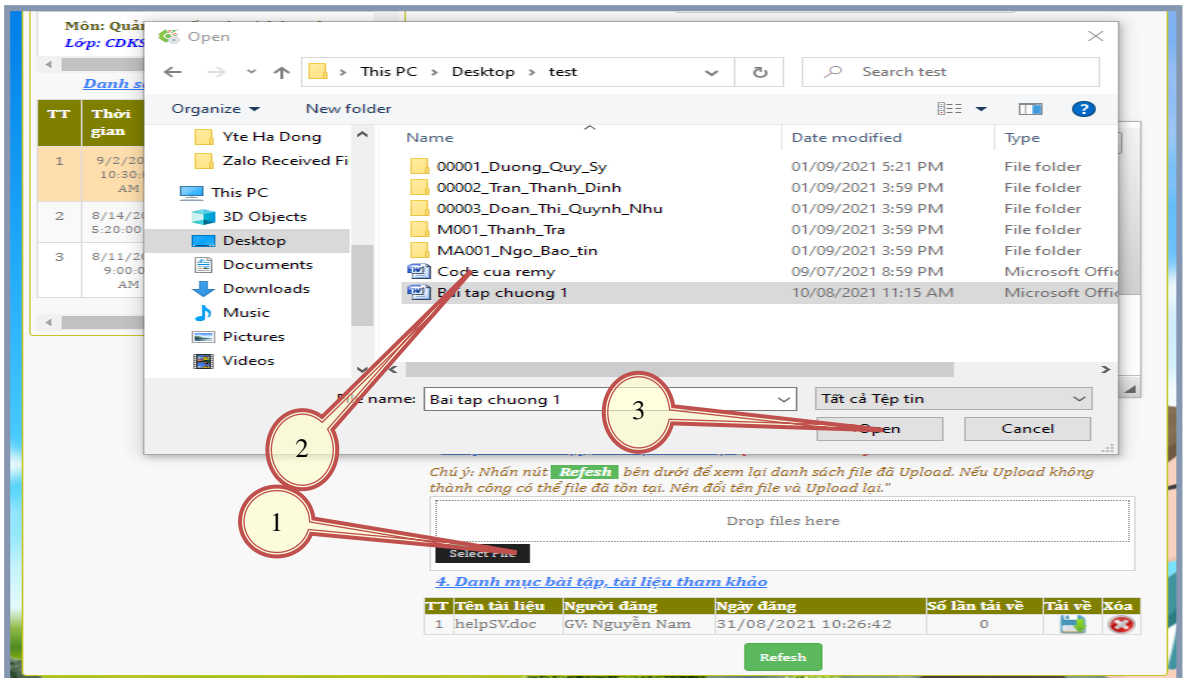 Môn: Quản
Lớp: CDKS
Danh s
TT Thời gian
1 9/2/20 10:30: AM
2 8/14/20 5:20:00
3 8/11/20 9:00:0 AM
Open
This PC > Desktop > test
Search test
Organize New folder
Yte Ha Dong
Zalo Received Fi
This PC
3D Objects
Desktop
Documents
Downloads
Music
Pictures
Videos
Name Date modified Type
00001_Duong_Quy_Sy 01/09/2021 5:21 PM File folder
00002_Tran_Thanh_Dinh 01/09/2021 3:59 PM File folder
00003_Doan_Thi_Quynh_Nhu 01/09/2021 3:59 PM File folder
M001_Thanh_Tra 01/09/2021 3:59 PM File folder
MA001_Ngo_Bao_tin 01/09/2021 3:59 PM File folder
Code cua remy 09/07/2021 8:59 PM Microsoft Offic
Bai tap chuong 1 10/08/2021 11:15 AM Microsoft Offic
File name: Bai tap chuong 1 Tất cả Tệp tin
Open Cancel
3
2
1
Chú ý: Nhấn nút Refesh bên dưới để xem lại danh sách file đã Upload. Nếu Upload không
thành công có thể file đã tồn tại. Nên đổi tên file và Upload lại."
Drop files here
Select File
4. Danh mục bài tập, tài liệu tham khảo
TT Tên tài liệu Người đăng Ngày đăng Số lần tải về Tải về Xóa
1 helpSV.doc GV: Nguyễn Nam 31/08/2021 10:26:42 0
Refesh